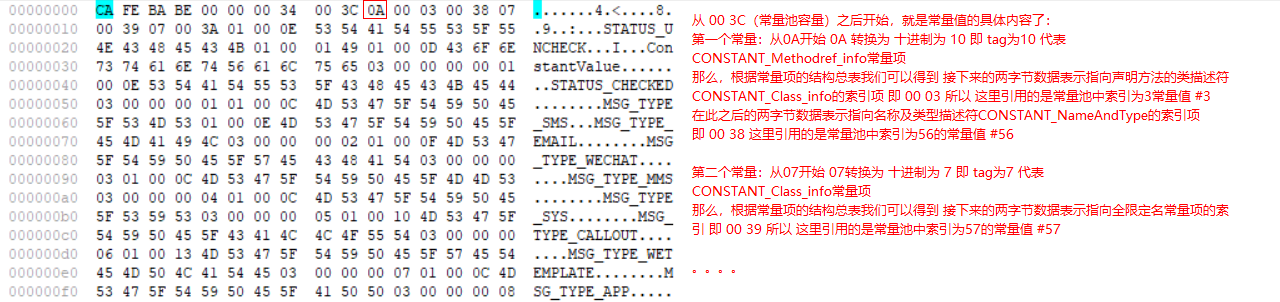 00000000 CA FE BA BE 00 00 00 34 00 3C 0A 00 03 00 38 07 .......4.<....8.
00000010 00 39 07 00 3A 01 00 0E 53 54 41 54 55 53 5F 55 .9..:...STATUS_U
00000020 4E 43 48 45 43 4B 01 00 01 49 01 00 0D 43 6F 6E NCHECK...I...Con
00000030 73 74 61 6E 74 56 61 6C 75 65 03 00 00 00 00 01 stantValue......
00000040 00 0E 53 54 41 54 55 53 5F 43 48 45 43 4B 45 44 ..STATUS_CHECKED
00000050 03 00 00 00 01 01 00 0C 4D 53 47 5F 54 59 50 45 ........MSG_TYPE
00000060 5F 53 4D 53 01 00 0E 4D 53 47 5F 54 59 50 45 5F _SMS...MSG_TYPE_
00000070 45 4D 41 49 4C 03 00 00 00 02 01 00 0F 4D 53 47 EMAIL........MSG
00000080 5F 54 59 50 45 5F 57 45 43 48 41 54 03 00 00 00 _TYPE_WECHAT....
00000090 03 01 00 0C 4D 53 47 5F 54 59 50 45 5F 4D 4D 53 ....MSG_TYPE_MMS
000000a0 03 00 00 00 04 01 00 0C 4D 53 47 5F 54 59 50 45 ........MSG_TYPE
000000b0 5F 53 59 53 03 00 00 00 05 01 00 10 4D 53 47 5F _SYS........MSG_
000000c0 54 59 50 45 5F 43 41 4C 4C 4F 55 54 03 00 00 00 TYPE_CALLOUT....
000000d0 06 01 00 13 4D 53 47 5F 54 59 50 45 5F 57 45 54 ....MSG_TYPE_WET
000000e0 45 4D 50 4C 41 54 45 03 00 00 00 07 01 00 0C 4D EMPLATE........M
000000f0 53 47 5F 54 59 50 45 5F 41 50 50 03 00 00 00 08 SG_TYPE_APP.....
从 00 3C（常量池容量）之后开始，就是常量值的具体内容了：
第一个常量：从0A开始 0A 转换为 十进制为 10 即 tag为10 代表
CONSTANT_Methodref_info常量项
那么，根据常量项的结构总表我们可以得到 接下来的两字节数据表示指向声明方法的类描述符
CONSTANT_Class_info的索引项 即 00 03 所以 这里引用的是常量池中索引为3常量值 #3
在此之后的两字节数据表示指向名称及类型描述符CONSTANT_NameAndType的索引项
即 00 38 这里引用的是常量池中索引为56的常量值 #56
第二个常量：从07开始 07转换为 十进制为 7 即 tag为7 代表
CONSTANT_Class_info常量项
那么，根据常量项的结构总表我们可以得到 接下来的两字节数据表示指向全限定名常量项的索
引 即 00 39 所以 这里引用的是常量池中索引为57的常量值 #57
。。。。